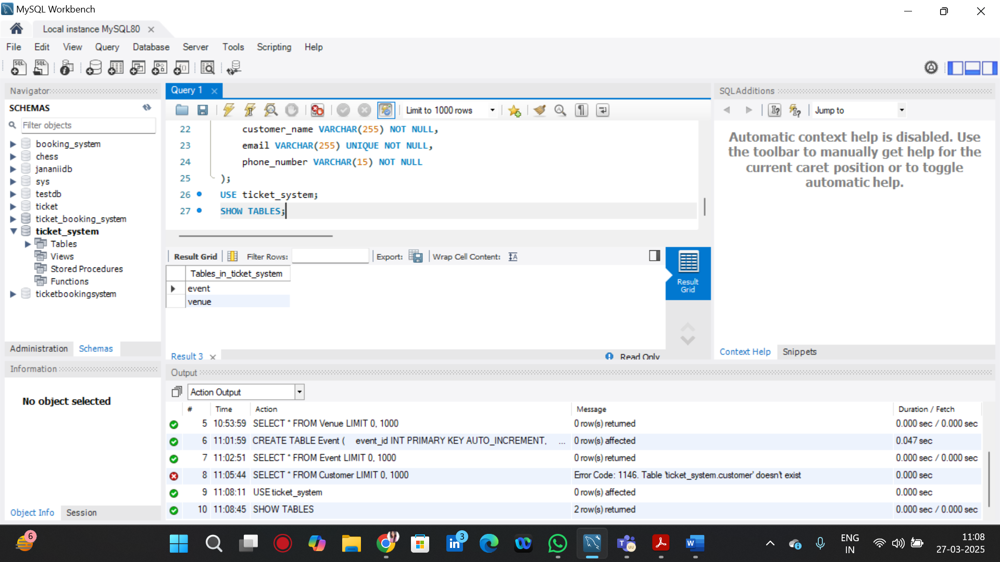 MySQL Workbench
Local instance MySQL80
File Edit View Query Database Server Tools Scripting Help
Navigator
SCHEMAS
Filter objects
booking_system
chess
jananiidb
sys
testdb
ticket
ticket_booking_system
ticket_system
Tables
Views
Stored Procedures
Functions
ticketbookingsystem
Administration Schemas
Information
No object selected
Object Info Session
Query 1
Limit to 1000 rows
22 customer_name VARCHAR(255) NOT NULL,
23 email VARCHAR(255) UNIQUE NOT NULL,
24 phone_number VARCHAR(15) NOT NULL
25 );
26 USE ticket_system;
27 SHOW TABLES;
Result Grid Filter Rows: Export: Wrap Cell Content:
Tables_in_ticket_system
event
venue
Result
Grid
Result 3 Read Only
SQLAdditions
Jump to
Automatic context help is disabled. Use
the toolbar to manually get help for the
current caret position or to toggle
automatic help.
Context Help Snippets
Output
Action Output
# Time Action Message Duration / Fetch
5 10:53:59 SELECT * FROM Venue LIMIT 0, 1000 0 row(s) returned 0.000 sec / 0.000 sec
6 11:01:59 CREATE TABLE Event ( event_id INT PRIMARY KEY AUTO_INCREMENT, ... 0 row(s) affected 0.047 sec
7 11:02:51 SELECT * FROM Event LIMIT 0, 1000 0 row(s) returned 0.000 sec / 0.000 sec
8 11:05:44 SELECT * FROM Customer LIMIT 0, 1000 Error Code: 1146. Table 'ticket_system.customer' doesn't exist 0.000 sec
9 11:08:11 USE ticket_system 0 row(s) affected 0.000 sec
10 11:08:45 SHOW TABLES 2 row(s) returned 0.000 sec / 0.000 sec
6
3
ENG
IN
11:08
27-03-2025